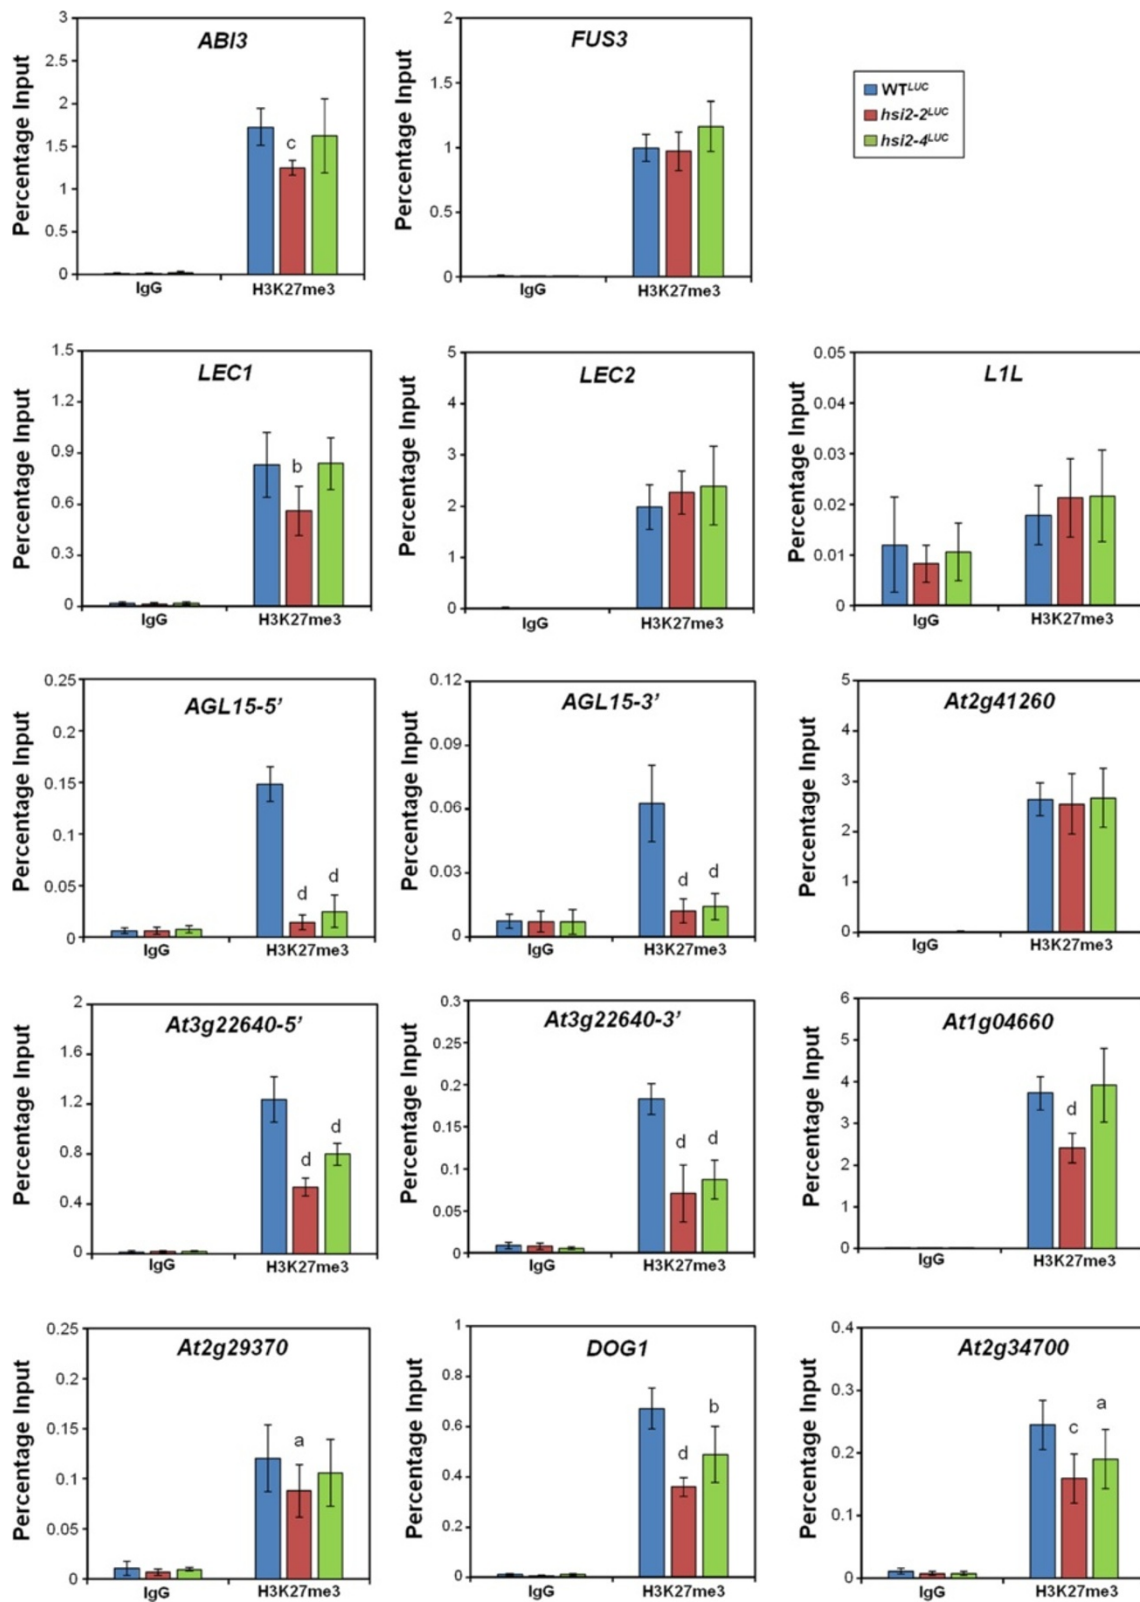 ABI3
Percentage Input
3
2.5
2
1.5
1
0.5
0
c
IgG
H3K27me3
FUS3
Percentage Input
2
1.5
1
0.5
0
IgG
H3K27me3
WT^LUC
hsi2-2^LUC
hsi2-4^LUC
LEC1
Percentage Input
1.5
1.2
0.9
0.6
0.3
0
b
IgG
H3K27me3
LEC2
Percentage Input
5
4
3
2
1
0
IgG
H3K27me3
L1L
Percentage Input
0.05
0.04
0.03
0.02
0.01
0
IgG
H3K27me3
AGL15-5’
Percentage Input
0.25
0.2
0.15
0.1
0.05
0
d
d
IgG
H3K27me3
AGL15-3’
Percentage Input
0.12
0.09
0.06
0.03
0
d
d
IgG
H3K27me3
At2g41260
Percentage Input
5
4
3
2
1
0
IgG
H3K27me3
At3g22640-5’
Percentage Input
2
1.6
1.2
0.8
0.4
0
d
d
IgG
H3K27me3
At3g22640-3’
Percentage Input
0.3
0.25
0.2
0.15
0.1
0.05
0
d
d
IgG
H3K27me3
At1g04660
Percentage Input
6
5
4
3
2
1
0
d
IgG
H3K27me3
At2g29370
Percentage Input
0.25
0.2
0.15
0.1
0.05
0
a
IgG
H3K27me3
DOG1
Percentage Input
1
0.8
0.6
0.4
0.2
0
d
b
IgG
H3K27me3
At2g34700
Percentage Input
0.4
0.3
0.2
0.1
0
c
a
IgG
H3K27me3